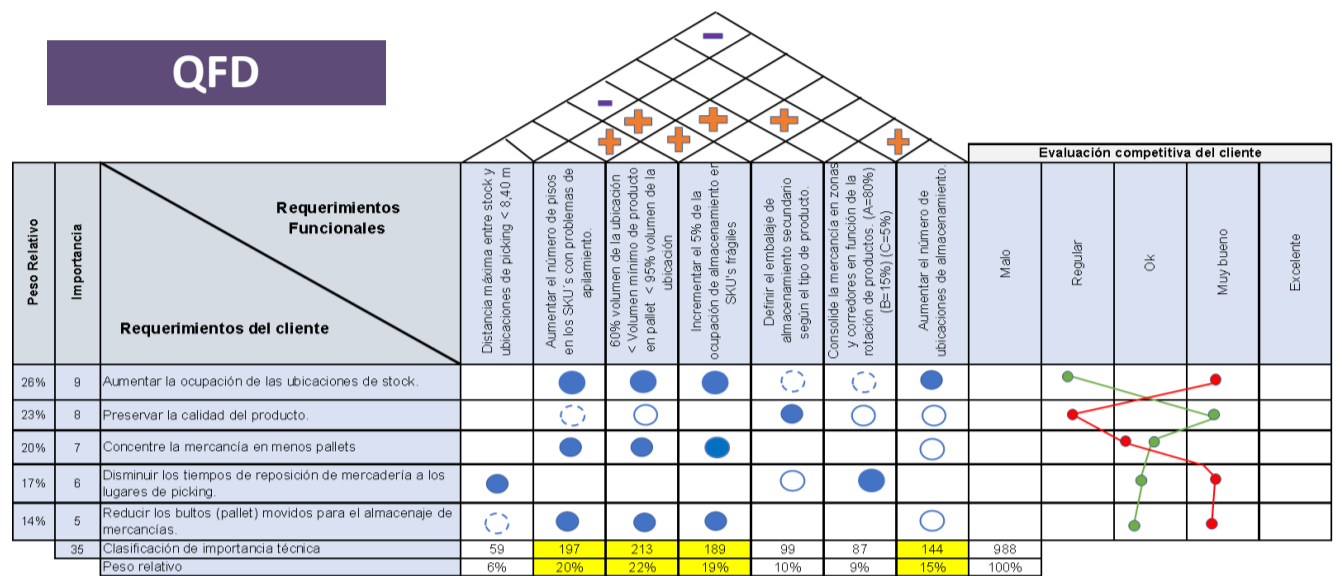 QFD
Evaluación competitiva del cliente
Peso Relativo
Importancia
Requerimientos
Funcionales
Requerimientos del cliente
Distancia máxima entre stock y
ubicaciones de picking < 8,40 m
Aumentar el número de pisos
en los SKU´s con problemas de
apilamiento.
60% volumen de la ubicación
< Volumen mínimo de producto
en pallet < 95% volumen de la
ubicación
Incrementar el 5% de la
ocupación de almacenamiento en
SKU's frágiles
Definir el embalaje de
almacenamiento secundario
según el tipo de producto.
Consolide la mercancía en zonas
y corredores en función de la
rotación de productos. (A=80%)
(B=15%) (C=5%)
Aumentar el número de
ubicaciones de almacenamiento.
Malo
Regular
Ok
Muy bueno
Excelente
26% 9 Aumentar la ocupación de las ubicaciones de stock.
23% 8 Preservar la calidad del producto.
20% 7 Concentre la mercancía en menos pallets
17% 6 Disminuir los tiempos de reposición de mercadería a los
lugares de picking.
14% 5 Reducir los bultos (pallet) movidos para el almacenaje de
mercancías.
35 Clasificación de importancia técnica 59 197 213 189 99 87 144 988
Peso relativo 6% 20% 22% 19% 10% 9% 15% 100%